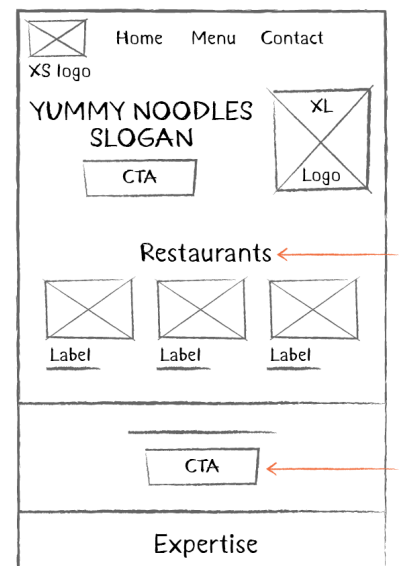 Home Menu Contact
XS logo
YUMMY NOODLES
SLOGAN
CTA
XL
Logo
Restaurants
Label Label Label
CTA
Expertise